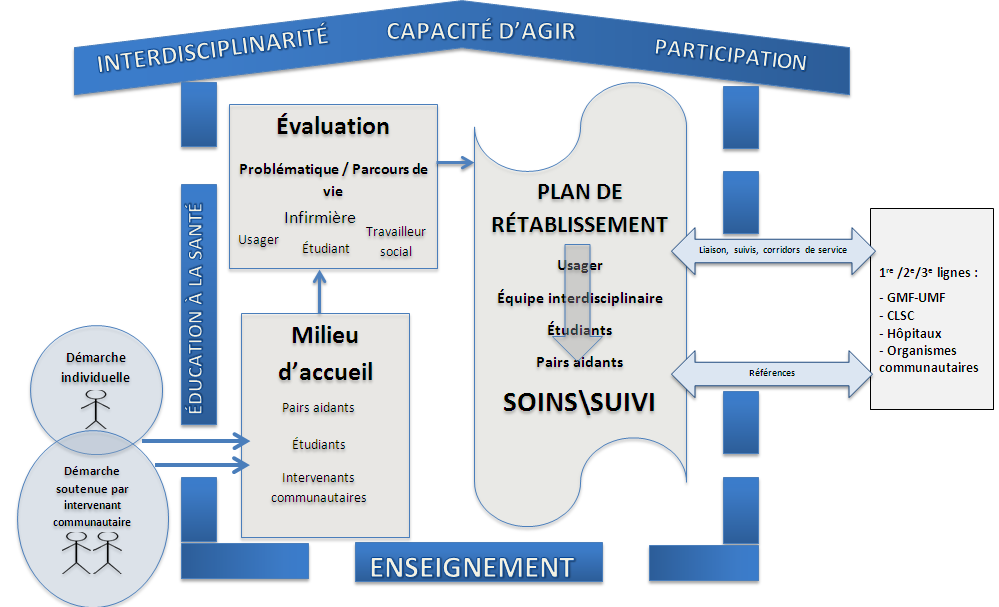 INTERDISCIPLINARITÉ
CAPACITÉ D’AGIR
PARTICIPATION
ÉDUCATION À LA SANTÉ
Évaluation
Problématique / Parcours de
vie
Infirmière
Usager
Étudiant
Travailleur
social
PLAN DE
RÉTABLISSEMENT
Usager
Équipe interdisciplinaire
Étudiants
Pairs aidants
SOINS\SUIVI
Liaison, suivis, corridors de service
Références
1re /2e/3e lignes :
- GMF-UMF
- CLSC
- Hôpitaux
- Organismes
communautaires
Milieu
d’accueil
Pairs aidants
Étudiants
Intervenants
communautaires
Démarche
individuelle
Démarche
soutenue par
intervenant
communautaire
ENSEIGNEMENT